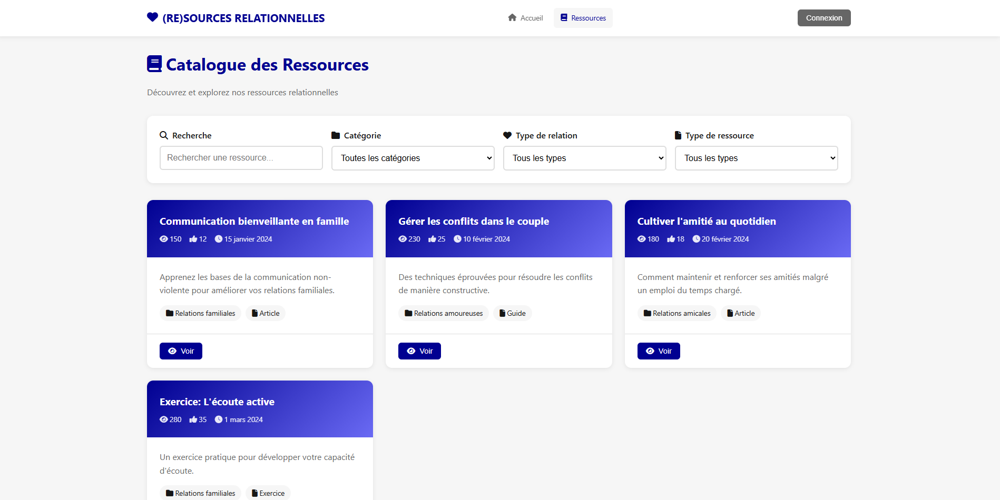 (RE)SOURCES RELATIONNELLES
Accueil
Ressources
Connexion
Catalogue des Ressources
Découvrez et explorez nos ressources relationnelles
Recherche
Catégorie
Type de relation
Type de ressource
Rechercher une ressource...
Toutes les catégories
Tous les types
Tous les types
Communication bienveillante en famille
150 12 15 janvier 2024
Apprenez les bases de la communication non-
violente pour améliorer vos relations familiales.
Relations familiales
Article
Voir
Gérer les conflits dans le couple
230 25 10 février 2024
Des techniques éprouvées pour résoudre les conflits
de manière constructive.
Relations amoureuses
Guide
Voir
Cultiver l'amitié au quotidien
180 18 20 février 2024
Comment maintenir et renforcer ses amitiés malgré
un emploi du temps chargé.
Relations amicales
Article
Voir
Exercice: L'écoute active
280 35 1 mars 2024
Un exercice pratique pour développer votre capacité
d'écoute.
Relations familiales
Exercice